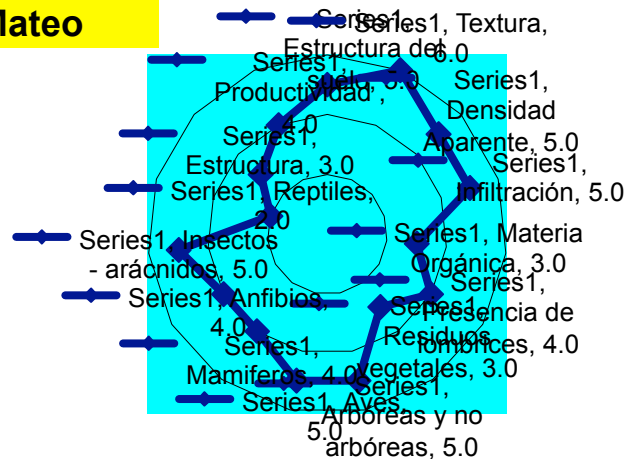 Mateo
Series1,
Estructura del
suelo, 5.0
Series1, Textura,
6.0
Series1,
Densidad
Aparente, 5.0
Series1,
Infiltración, 5.0
Series1, Materia
Orgánica, 3.0
Series1,
Presencia de
lombrices, 4.0
Series1,
Residuos
vegetales, 3.0
Series1,
Arbóreas y no
arbóreas, 5.0
Series1, Aves,
5.0
Series1,
Mamiferos, 4.0
Series1, Anfibios,
4.0
Series1, Insectos
- arácnidos, 5.0
Series1, Reptiles,
2.0
Series1,
Estructura, 3.0
Series1,
Productividad ,
4.0